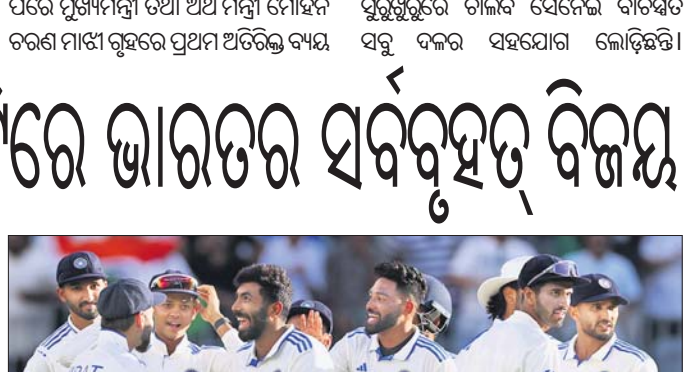 ପରେ ମୁଖ୍ୟମନ୍ତ୍ରୀ ତଥା ଅର୍ଥ ମନ୍ତ୍ରୀ ମୋହନ
ଚରଣ ମାଝୀ ଗୃହରେ ପ୍ରଥମ ଅତିରିକ୍ତ ବ୍ୟୟ
ସୁରୁଖୁରୁରେ ଚାଲିବ ସେନେଇ ବାଚସ୍ପତି
ସବୁ ଦଳର ସହଯୋଗ ଲୋଡ଼ିଛନ୍ତି।
ରେ ଭାରତର ସର୍ବବୃହତ୍ ବିଜୟ